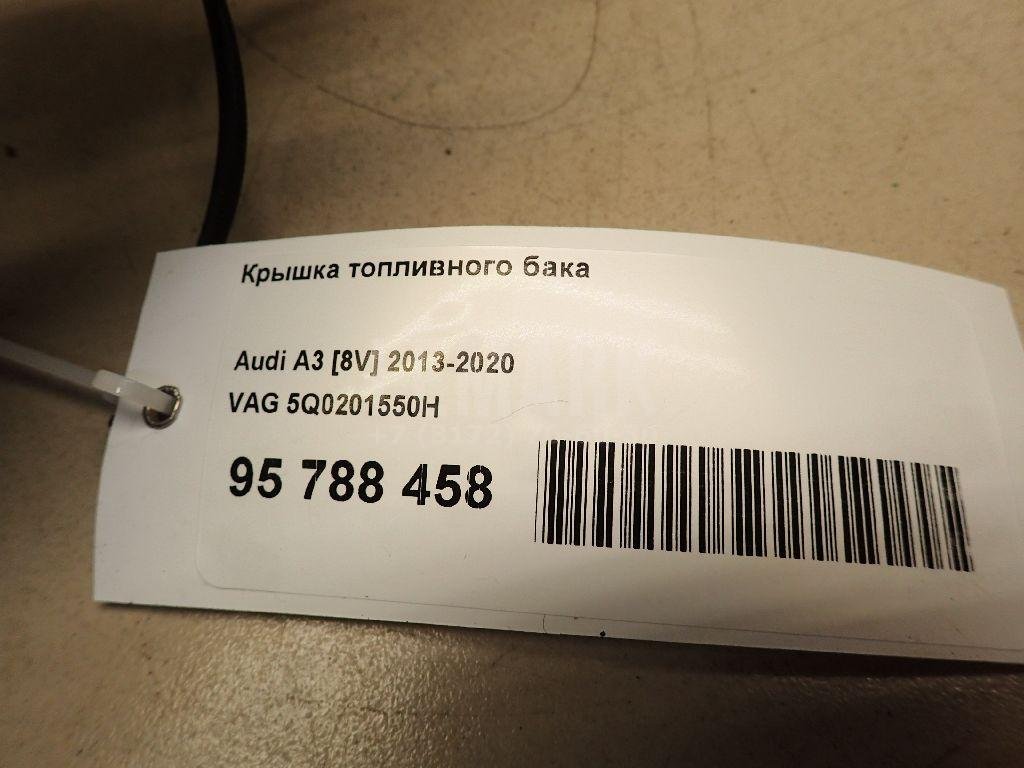 Крышка топливного бака
Audi A3 [8V] 2013-2020
VAG 5Q0201550H
95 788 458